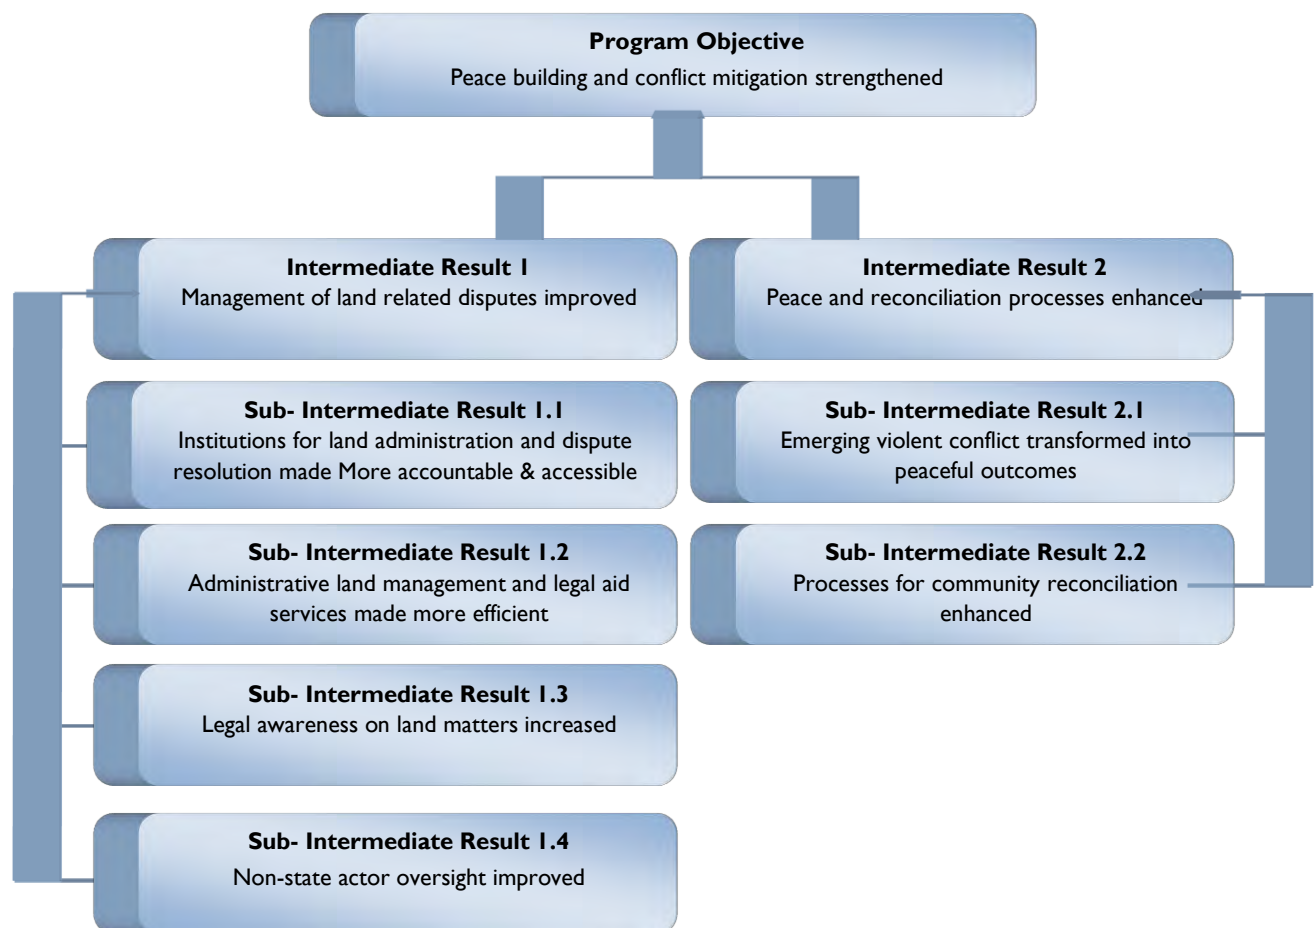 Program Objective
Peace building and conflict mitigation strengthened
Intermediate Result 1
Management of land related disputes improved
Intermediate Result 2
Peace and reconciliation processes enhanced
Sub- Intermediate Result 1.1
Institutions for land administration and dispute
resolution made More accountable & accessible
Sub- Intermediate Result 2.1
Emerging violent conflict transformed into
peaceful outcomes
Sub- Intermediate Result 1.2
Administrative land management and legal aid
services made more efficient
Sub- Intermediate Result 2.2
Processes for community reconciliation
enhanced
Sub- Intermediate Result 1.3
Legal awareness on land matters increased
Sub- Intermediate Result 1.4
Non-state actor oversight improved